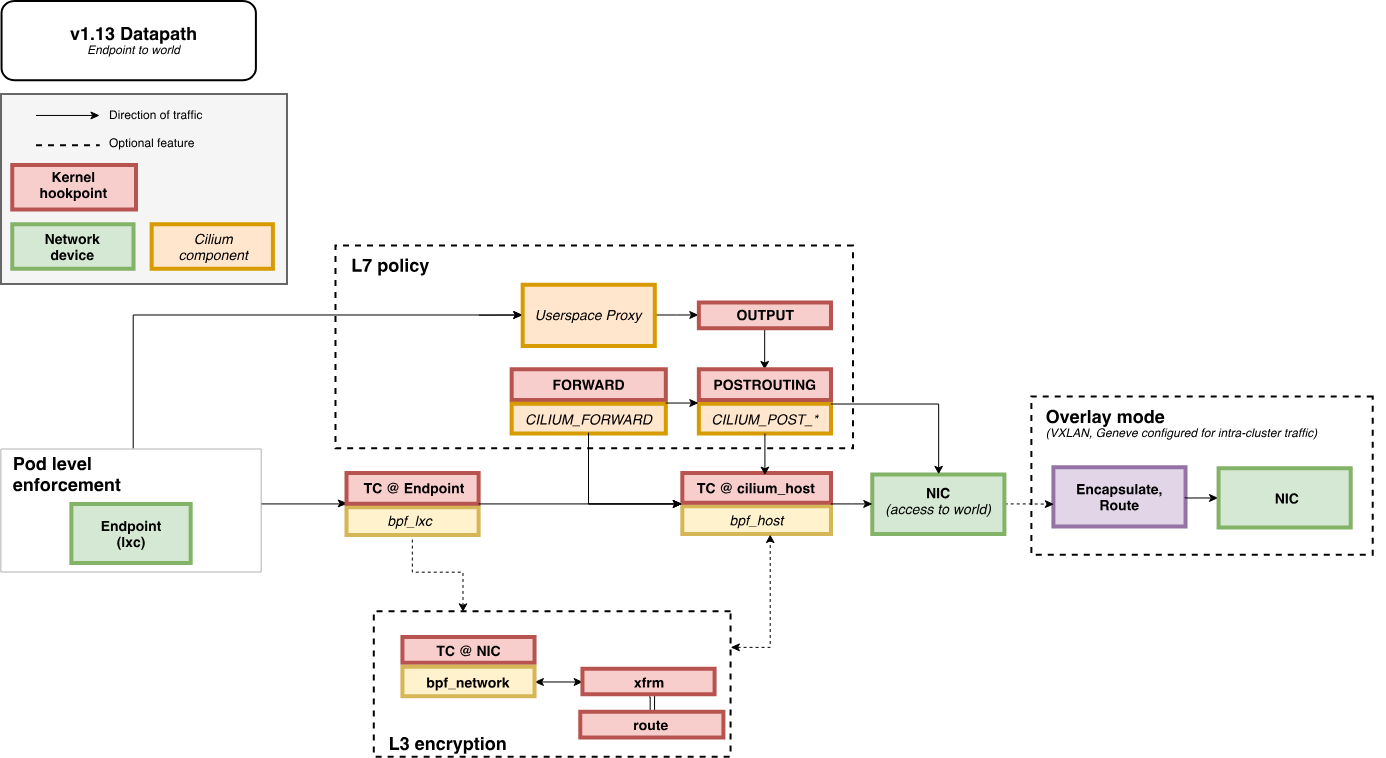 v1.13 Datapath
Endpoint to world
Direction of traffic
Optional feature
Kernel
hookpoint
Network
device
Cilium
component
L7 policy
Userspace Proxy
OUTPUT
FORWARD
CILIUM_FORWARD
POSTROUTING
CILIUM_POST_*
Overlay mode
(VXLAN, Geneve configured for intra-cluster traffic)
Encapsulate,
Route
NIC
Pod level
enforcement
Endpoint
(lxc)
TC @ Endpoint
bpf_lxc
TC @ cilium_host
bpf_host
NIC
(access to world)
TC @ NIC
bpf_network
xfrm
route
L3 encryption